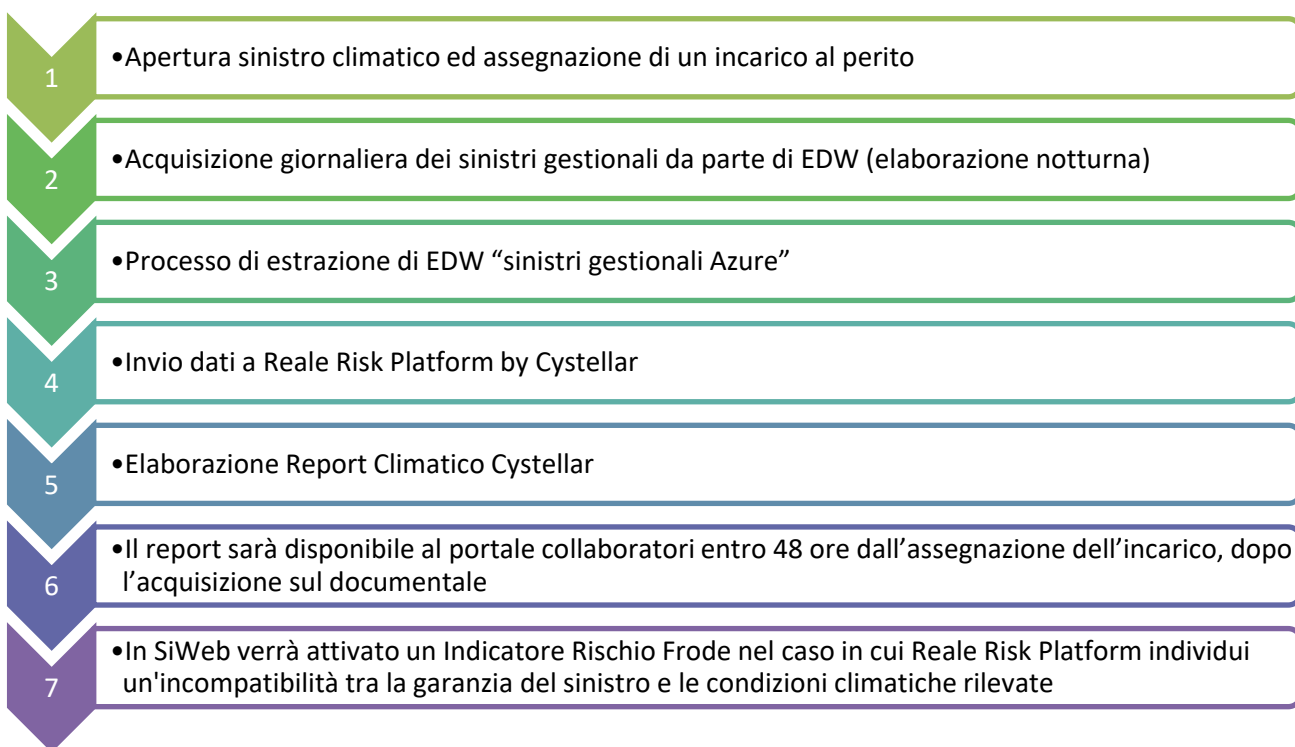 1
•Apertura sinistro climatico ed assegnazione di un incarico al perito
2
•Acquisizione giornaliera dei sinistri gestionali da parte di EDW (elaborazione notturna)
3
•Processo di estrazione di EDW “sinistri gestionali Azure”
4
•Invio dati a Reale Risk Platform by Cystellar
5
•Elaborazione Report Climatico Cystellar
6
•Il report sarà disponibile al portale collaboratori entro 48 ore dall’assegnazione dell’incarico, dopo
l’acquisizione sul documentale
7
•In SiWeb verrà attivato un Indicatore Rischio Frode nel caso in cui Reale Risk Platform individui
un'incompatibilità tra la garanzia del sinistro e le condizioni climatiche rilevate